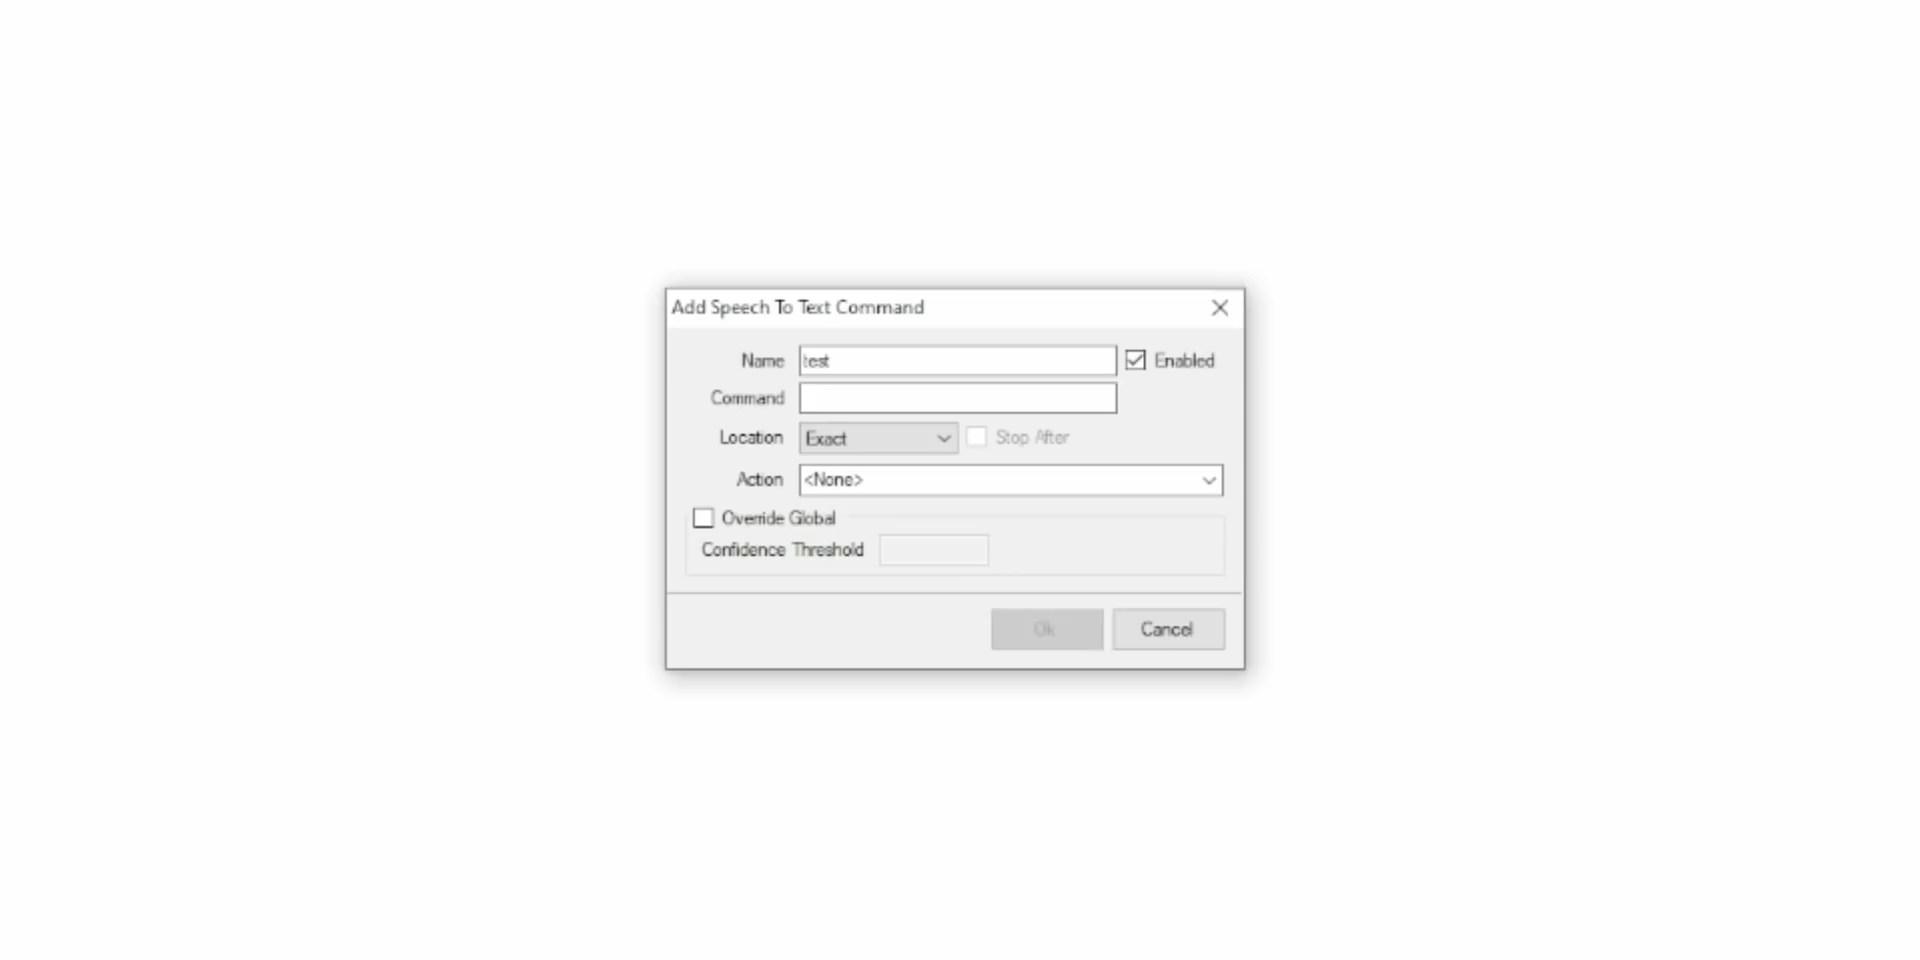 Add Speech To Text Command
Name test Enabled
Command
Location Exact Stop After
Action <None>
Override Global
Confidence Threshold
Ok Cancel